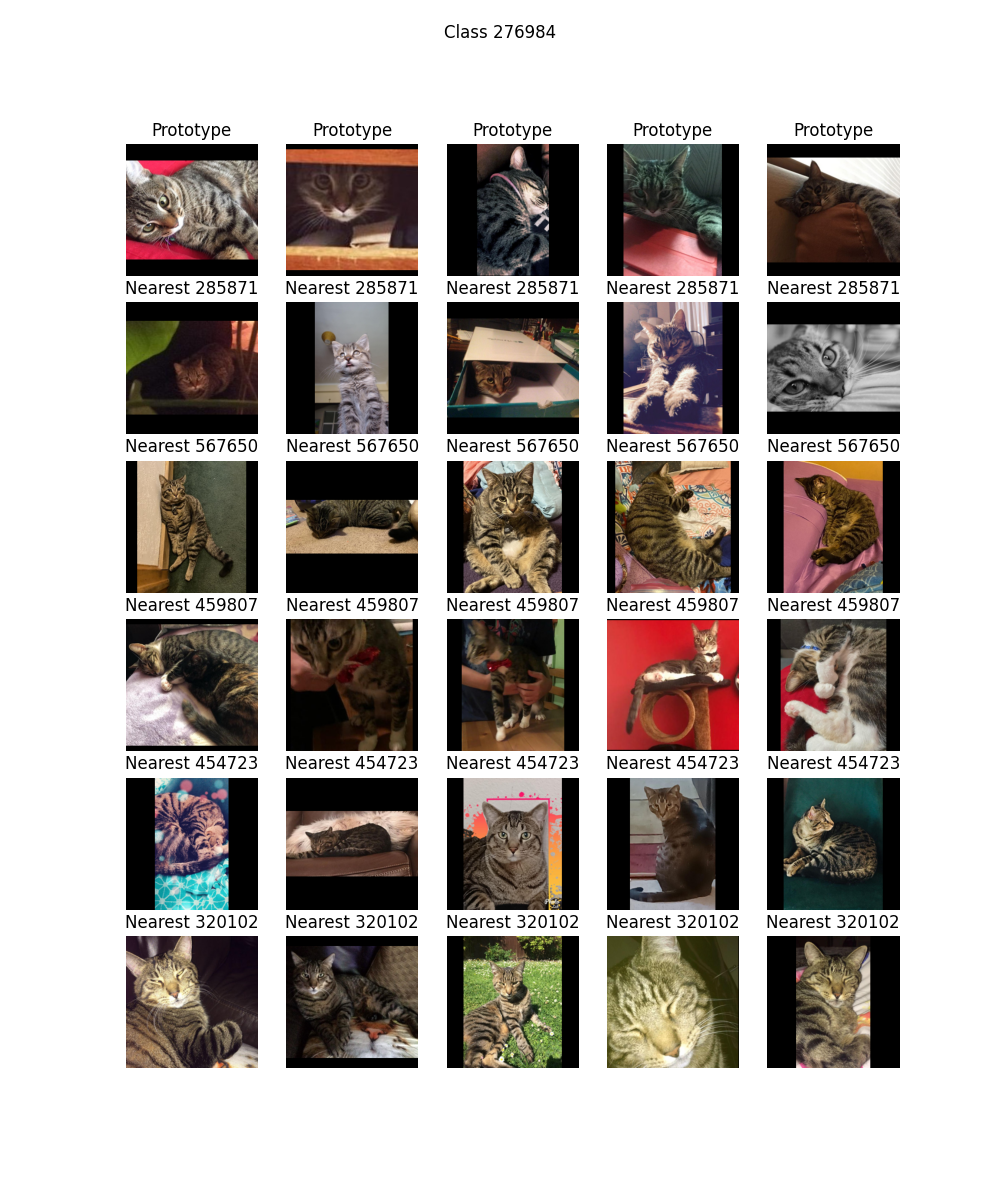 Class 276984
Prototype Prototype Prototype Prototype Prototype
Nearest 285871 Nearest 285871 Nearest 285871 Nearest 285871 Nearest 285871
Nearest 567650 Nearest 567650 Nearest 567650 Nearest 567650 Nearest 567650
Nearest 459807 Nearest 459807 Nearest 459807 Nearest 459807 Nearest 459807
Nearest 454723 Nearest 454723 Nearest 454723 Nearest 454723 Nearest 454723
Nearest 320102 Nearest 320102 Nearest 320102 Nearest 320102 Nearest 320102